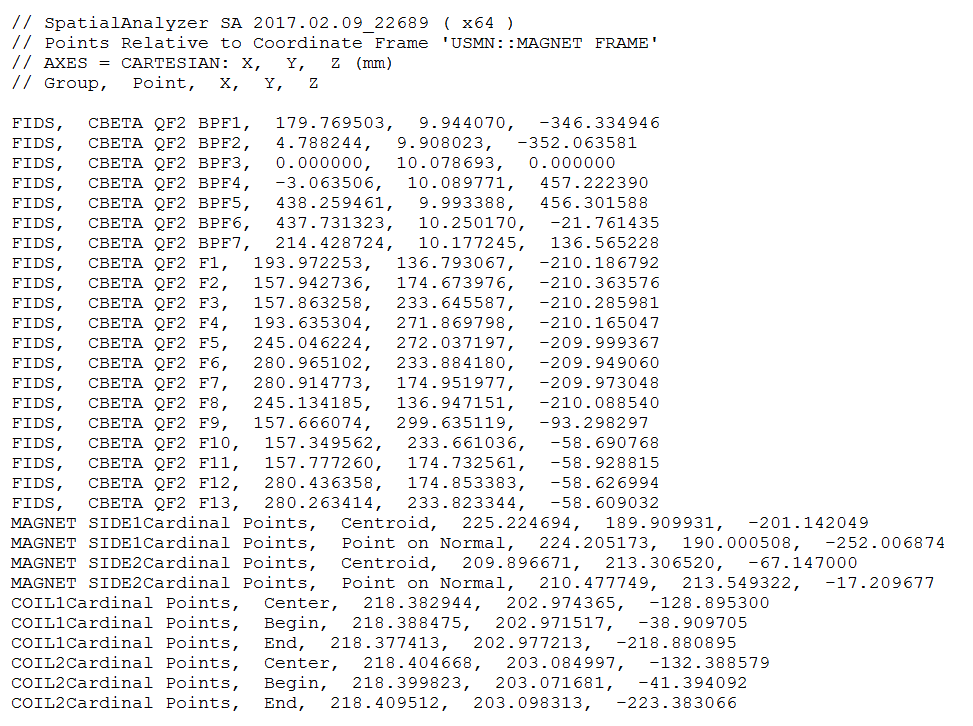 // SpatialAnalyzer SA 2017.02.09_22689 ( x64 )
// Points Relative to Coordinate Frame 'USMN::MAGNET FRAME'
// AXES = CARTESIAN: X,  Y,  Z (mm)
// Group,  Point,  X,  Y,  Z

FIDS,  CBETA QF2 BPF1,  179.769503,  9.944070,  -346.334946
FIDS,  CBETA QF2 BPF2,  4.788244,  9.908023,  -352.063581
FIDS,  CBETA QF2 BPF3,  0.000000,  10.078693,  0.000000
FIDS,  CBETA QF2 BPF4,  -3.063506,  10.089771,  457.222390
FIDS,  CBETA QF2 BPF5,  438.259461,  9.993388,  456.301588
FIDS,  CBETA QF2 BPF6,  437.731323,  10.250170,  -21.761435
FIDS,  CBETA QF2 BPF7,  214.428724,  10.177245,  136.565228
FIDS,  CBETA QF2 F1,  193.972253,  136.793067,  -210.186792
FIDS,  CBETA QF2 F2,  157.942736,  174.673976,  -210.363576
FIDS,  CBETA QF2 F3,  157.863258,  233.645587,  -210.285981
FIDS,  CBETA QF2 F4,  193.635304,  271.869798,  -210.165047
FIDS,  CBETA QF2 F5,  245.046224,  272.037197,  -209.999367
FIDS,  CBETA QF2 F6,  280.965102,  233.884180,  -209.949060
FIDS,  CBETA QF2 F7,  280.914773,  174.951977,  -209.973048
FIDS,  CBETA QF2 F8,  245.134185,  136.947151,  -210.088540
FIDS,  CBETA QF2 F9,  157.666074,  299.635119,  -93.298297
FIDS,  CBETA QF2 F10,  157.349562,  233.661036,  -58.690768
FIDS,  CBETA QF2 F11,  157.777260,  174.732561,  -58.928815
FIDS,  CBETA QF2 F12,  280.436358,  174.853383,  -58.626994
FIDS,  CBETA QF2 F13,  280.263414,  233.823344,  -58.609032
MAGNET SIDE1Cardinal Points,  Centroid,  225.224694,  189.909931,  -201.142049
MAGNET SIDE1Cardinal Points,  Point on Normal,  224.205173,  190.000508,  -252.006874
MAGNET SIDE2Cardinal Points,  Centroid,  209.896671,  213.306520,  -67.147000
MAGNET SIDE2Cardinal Points,  Point on Normal,  210.477749,  213.549322,  -17.209677
COIL1Cardinal Points,  Center,  218.382944,  202.974365,  -128.895300
COIL1Cardinal Points,  Begin,  218.388475,  202.971517,  -38.909705
COIL1Cardinal Points,  End,  218.377413,  202.977213,  -218.880895
COIL2Cardinal Points,  Center,  218.404668,  203.084997,  -132.388579
COIL2Cardinal Points,  Begin,  218.399823,  203.071681,  -41.394092
COIL2Cardinal Points,  End,  218.409512,  203.098313,  -223.383066